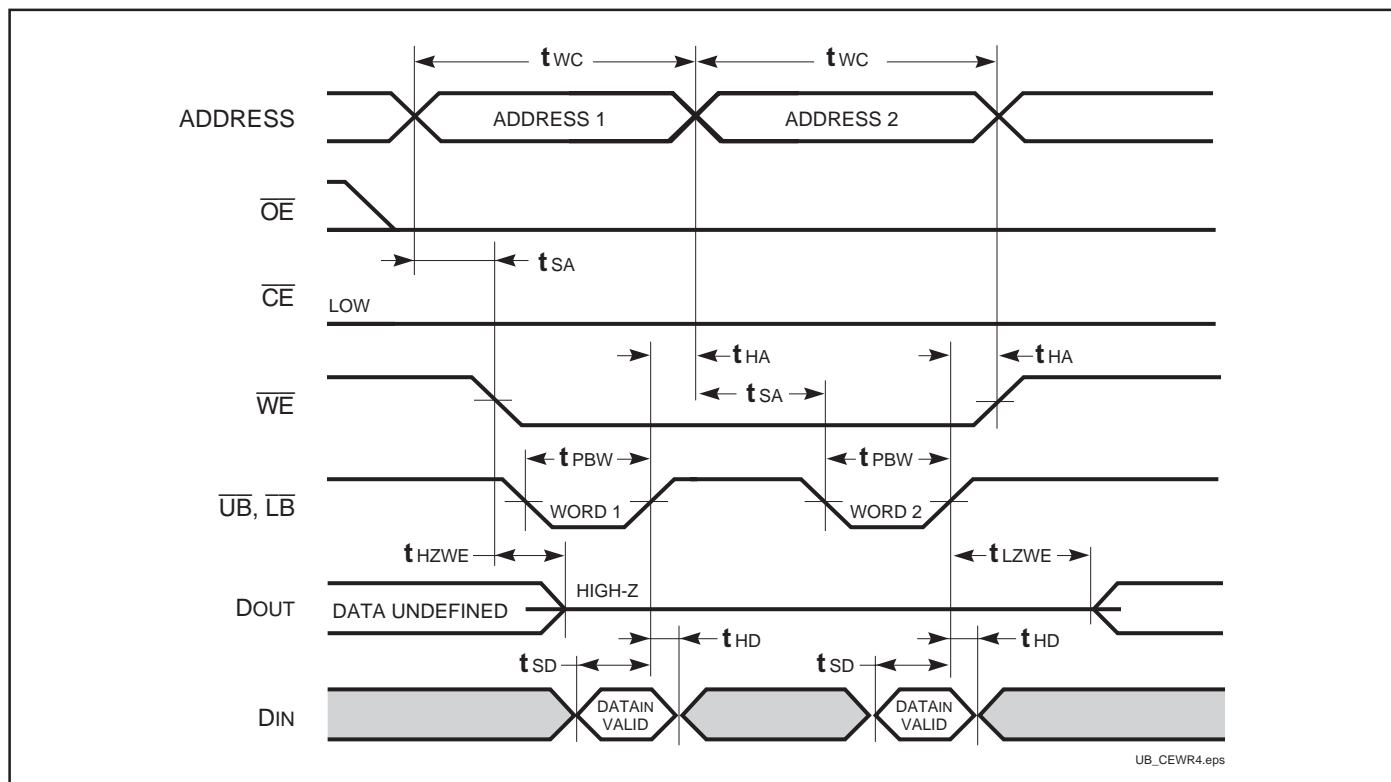 tWC tWC
ADDRESS ADDRESS 1 ADDRESS 2
OE
tSA
CE LOW
tHA tHA
WE tSA
tPBW tPBW
UB, LB WORD 1 WORD 2
tHZWE tLZWE
DOUT DATA UNDEFINED HIGH-Z
tSD tHD tSD tHD
DIN DATAIN VALID DATAIN VALID
UB_CEWR4.eps